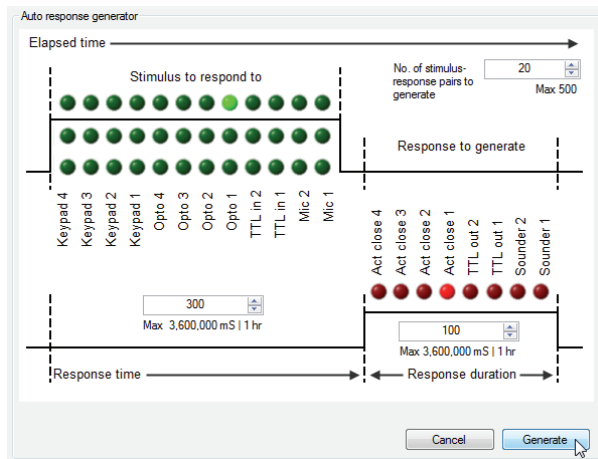 Auto response generator
Elapsed time
Stimulus to respond to
No. of stimulus-
response pairs to
generate
20
Max 500
Response to generate
Keypad 4
Keypad 3
Keypad 2
Keypad 1
Opto 4
Opto 3
Opto 2
Opto 1
TTL in 2
TTL in 1
Mic 2
Mic 1
Act close 4
Act close 3
Act close 2
Act close 1
TTL out 2
TTL out 1
Sounder 2
Sounder 1
300
Max 3,600,000 mS | 1 hr
100
Max 3,600,000 mS | 1 hr
Response time
Response duration
Cancel
Generate